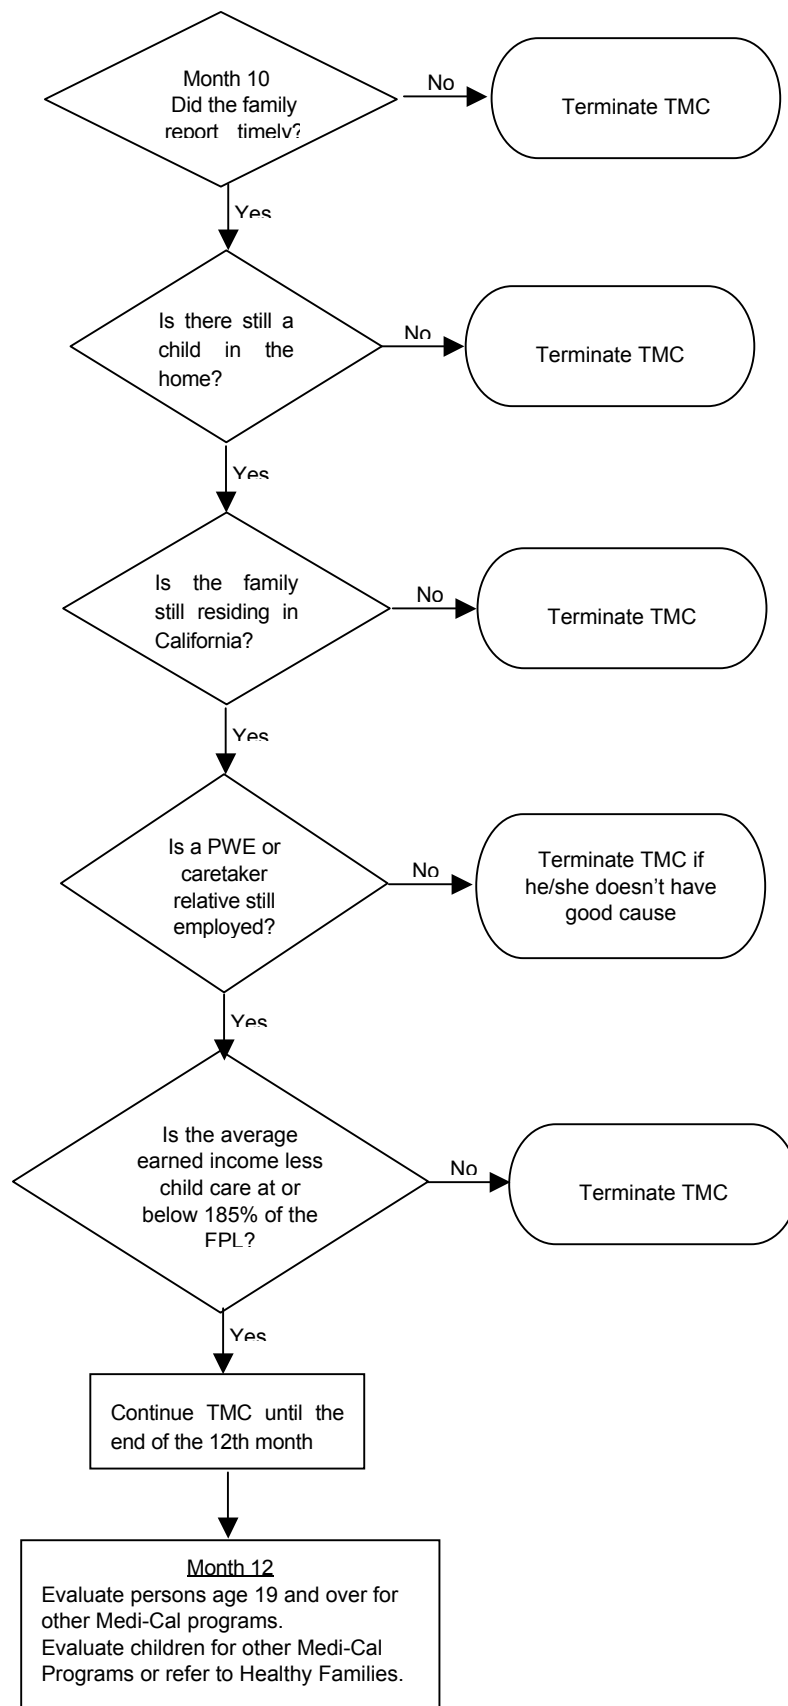 Month 10
Did the family
report timely?
No
Terminate TMC
Yes
Is there still a
child in the
home?
No
Terminate TMC
Yes
Is the family
still residing in
California?
No
Terminate TMC
Yes
Is a PWE or
caretaker
relative still
employed?
No
Terminate TMC if
he/she doesn’t have
good cause
Yes
Is the average
earned income less
child care at or
below 185% of the
FPL?
No
Terminate TMC
Yes
Continue TMC until the
end of the 12th month
Month 12
Evaluate persons age 19 and over for
other Medi-Cal programs.
Evaluate children for other Medi-Cal
Programs or refer to Healthy Families.